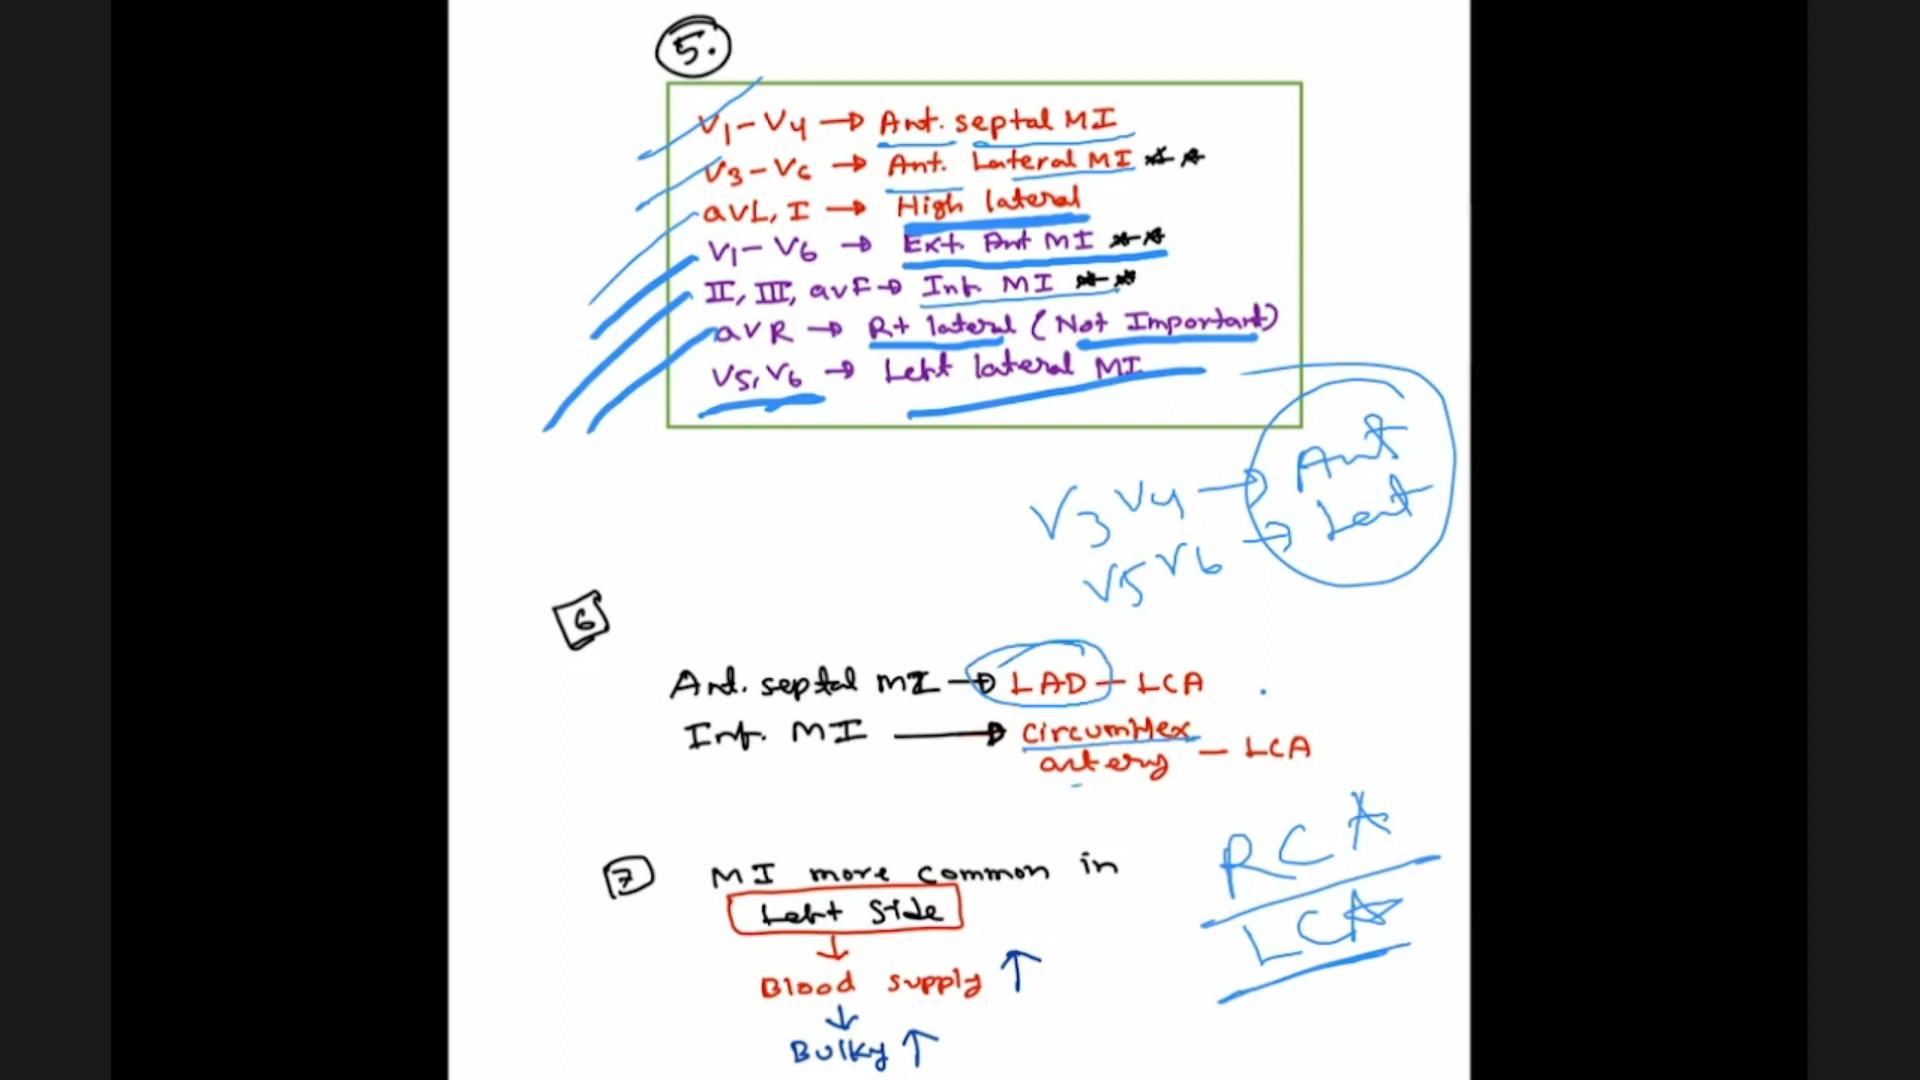 5.
V1-V4 → Ant. septal MI
V3-V6 → Ant. Lateral MI **
aVL, I → High lateral
V1-V6 → Ext. Ant MI **
II, III, avF → Inf. MI **
aVR → Rt lateral (Not Important)
V5, V6 → Left lateral MI
V3 V4 → Ant
V5 V6 → Lat
6
Ant. septal MI → LAD - LCA
Inf. MI → circumflex artery - LCA
RCA
LCA
7 MI more common in
Left Side
↓
Blood supply ↑
↓
Bulky ↑